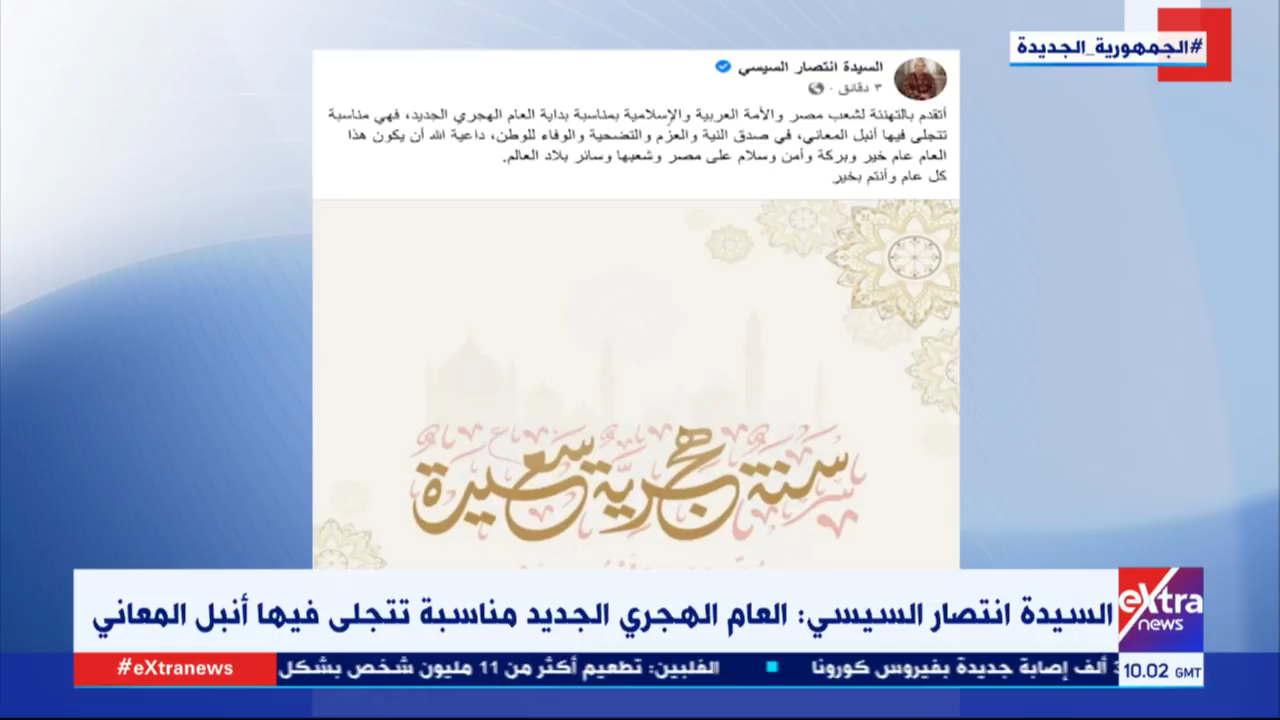 #الجمهورية_الجديدة
السيدة انتصار السيسي
٣ دقائق ·
أتقدم بالتهنئة لشعب مصر والأمة العربية والإسلامية بمناسبة بداية العام الهجري الجديد، فهي مناسبة
تتجلى فيها أنبل المعاني، في صدق النية والعزم والتضحية والوفاء للوطن، داعية الله أن يكون هذا
العام عام خير وبركة وأمن وسلام على مصر وشعبها وسائر بلاد العالم.
كل عام وأنتم بخير
سنة هجرية سعيدة
السيدة انتصار السيسي: العام الهجري الجديد مناسبة تتجلى فيها أنبل المعاني
eXtra
news
ألف إصابة جديدة بفيروس كورونا
الفلبين: تطعيم أكثر من 11 مليون شخص بشكل
#eXtranews
10.02 GMT